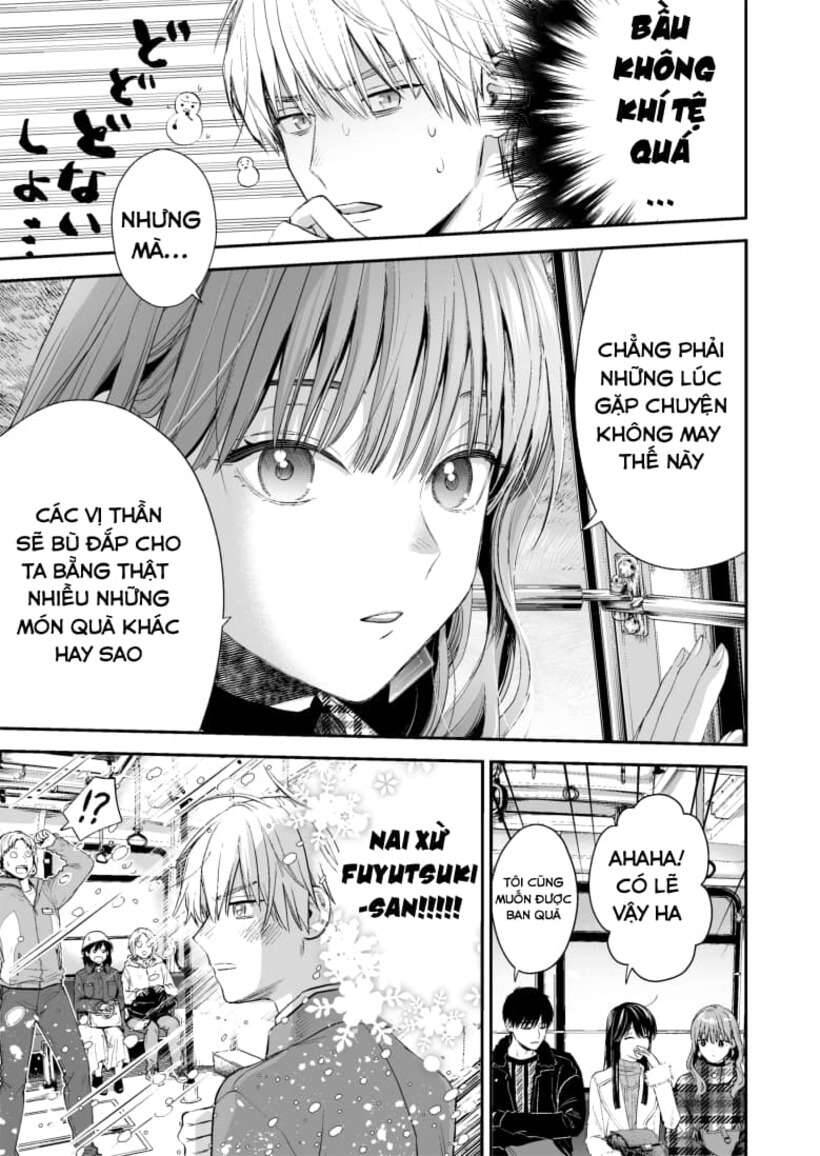 BẦU
KHÔNG
KHÍ TỆ
QUÁ
...
どどどど
ないしよ…
NHƯNG
MÀ...
CHẲNG PHẢI
NHỮNG LÚC
GẶP CHUYỆN
KHÔNG MAY
THẾ NÀY
CÁC VỊ THẦN
SẼ BÙ ĐẮP CHO
TA BẰNG THẬT
NHIỀU NHỮNG
MÓN QUÀ KHÁC
HAY SAO
AHAHA!
CÓ LẼ
VẬY HA
TÔI CŨNG
MUỐN ĐƯỢC
BAN QUÀ
NAI XỪ
FUYUTSUKI
-SAN!!!!!
!?